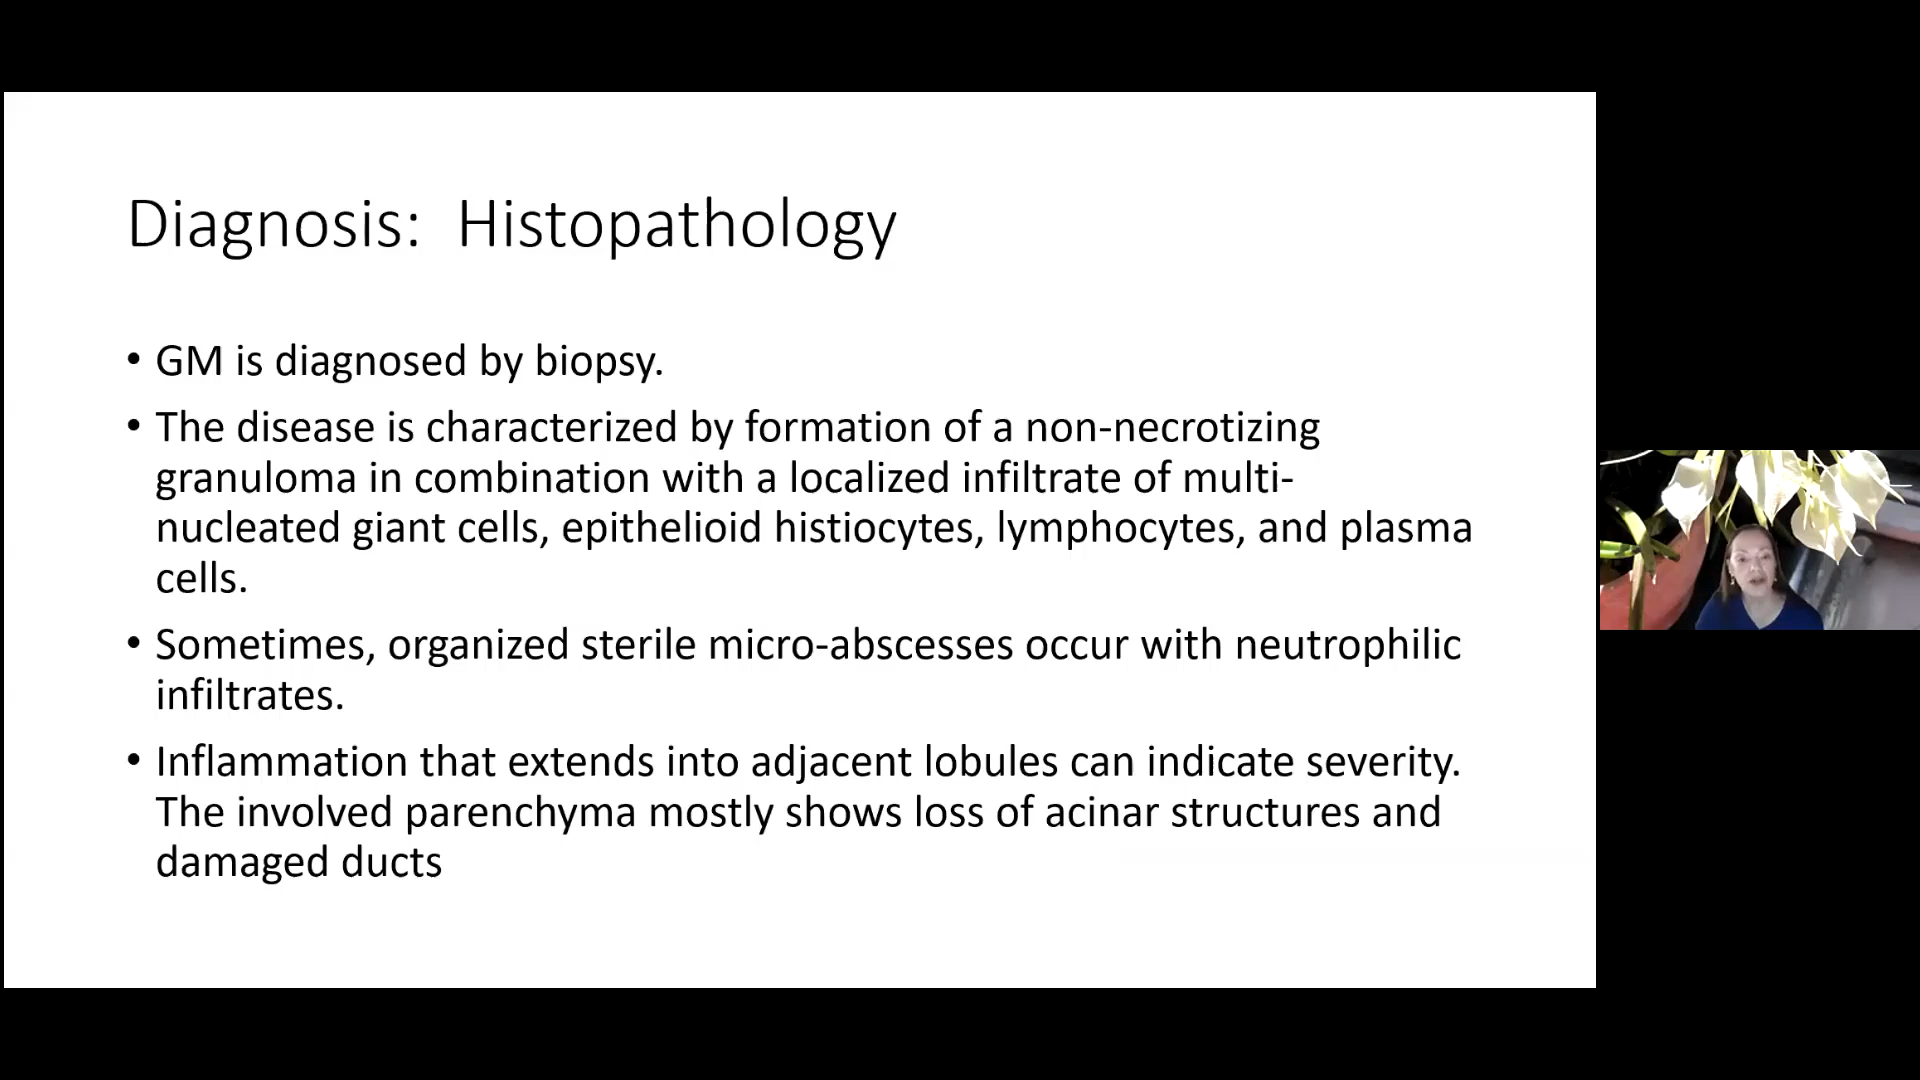 Diagnosis: Histopathology
• GM is diagnosed by biopsy.
• The disease is characterized by formation of a non-necrotizing
granuloma in combination with a localized infiltrate of multi-
nucleated giant cells, epithelioid histiocytes, lymphocytes, and plasma
cells.
• Sometimes, organized sterile micro-abscesses occur with neutrophilic
infiltrates.
• Inflammation that extends into adjacent lobules can indicate severity.
The involved parenchyma mostly shows loss of acinar structures and
damaged ducts